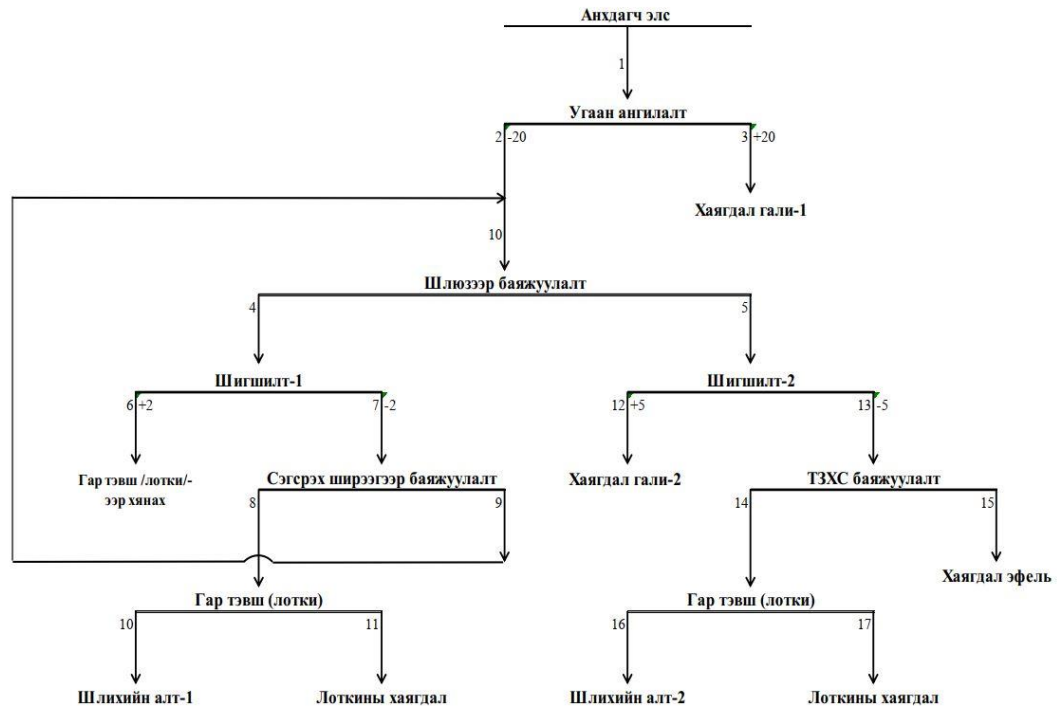 Анхдагч элс
1
Угаан ангилалт
2 -20
3 +20
Хаягдал гали-1
10
Шлюзээр баяжуулалт
4
5
Шигшилт-1
Шигшилт-2
6 +2
7 -2
12 +5
13 -5
Гар тэвш /лотки/-
ээр хянах
Сэгсрэх ширээгээр баяжуулалт
Хаягдал гали-2
ТЗХС баяжуулалт
8
9
14
15
Хаягдал эфель
Гар тэвш (лотки)
Гар тэвш (лотки)
10
11
16
17
Шлихийн алт-1
Лоткины хаягдал
Шлихийн алт-2
Лоткины хаягдал